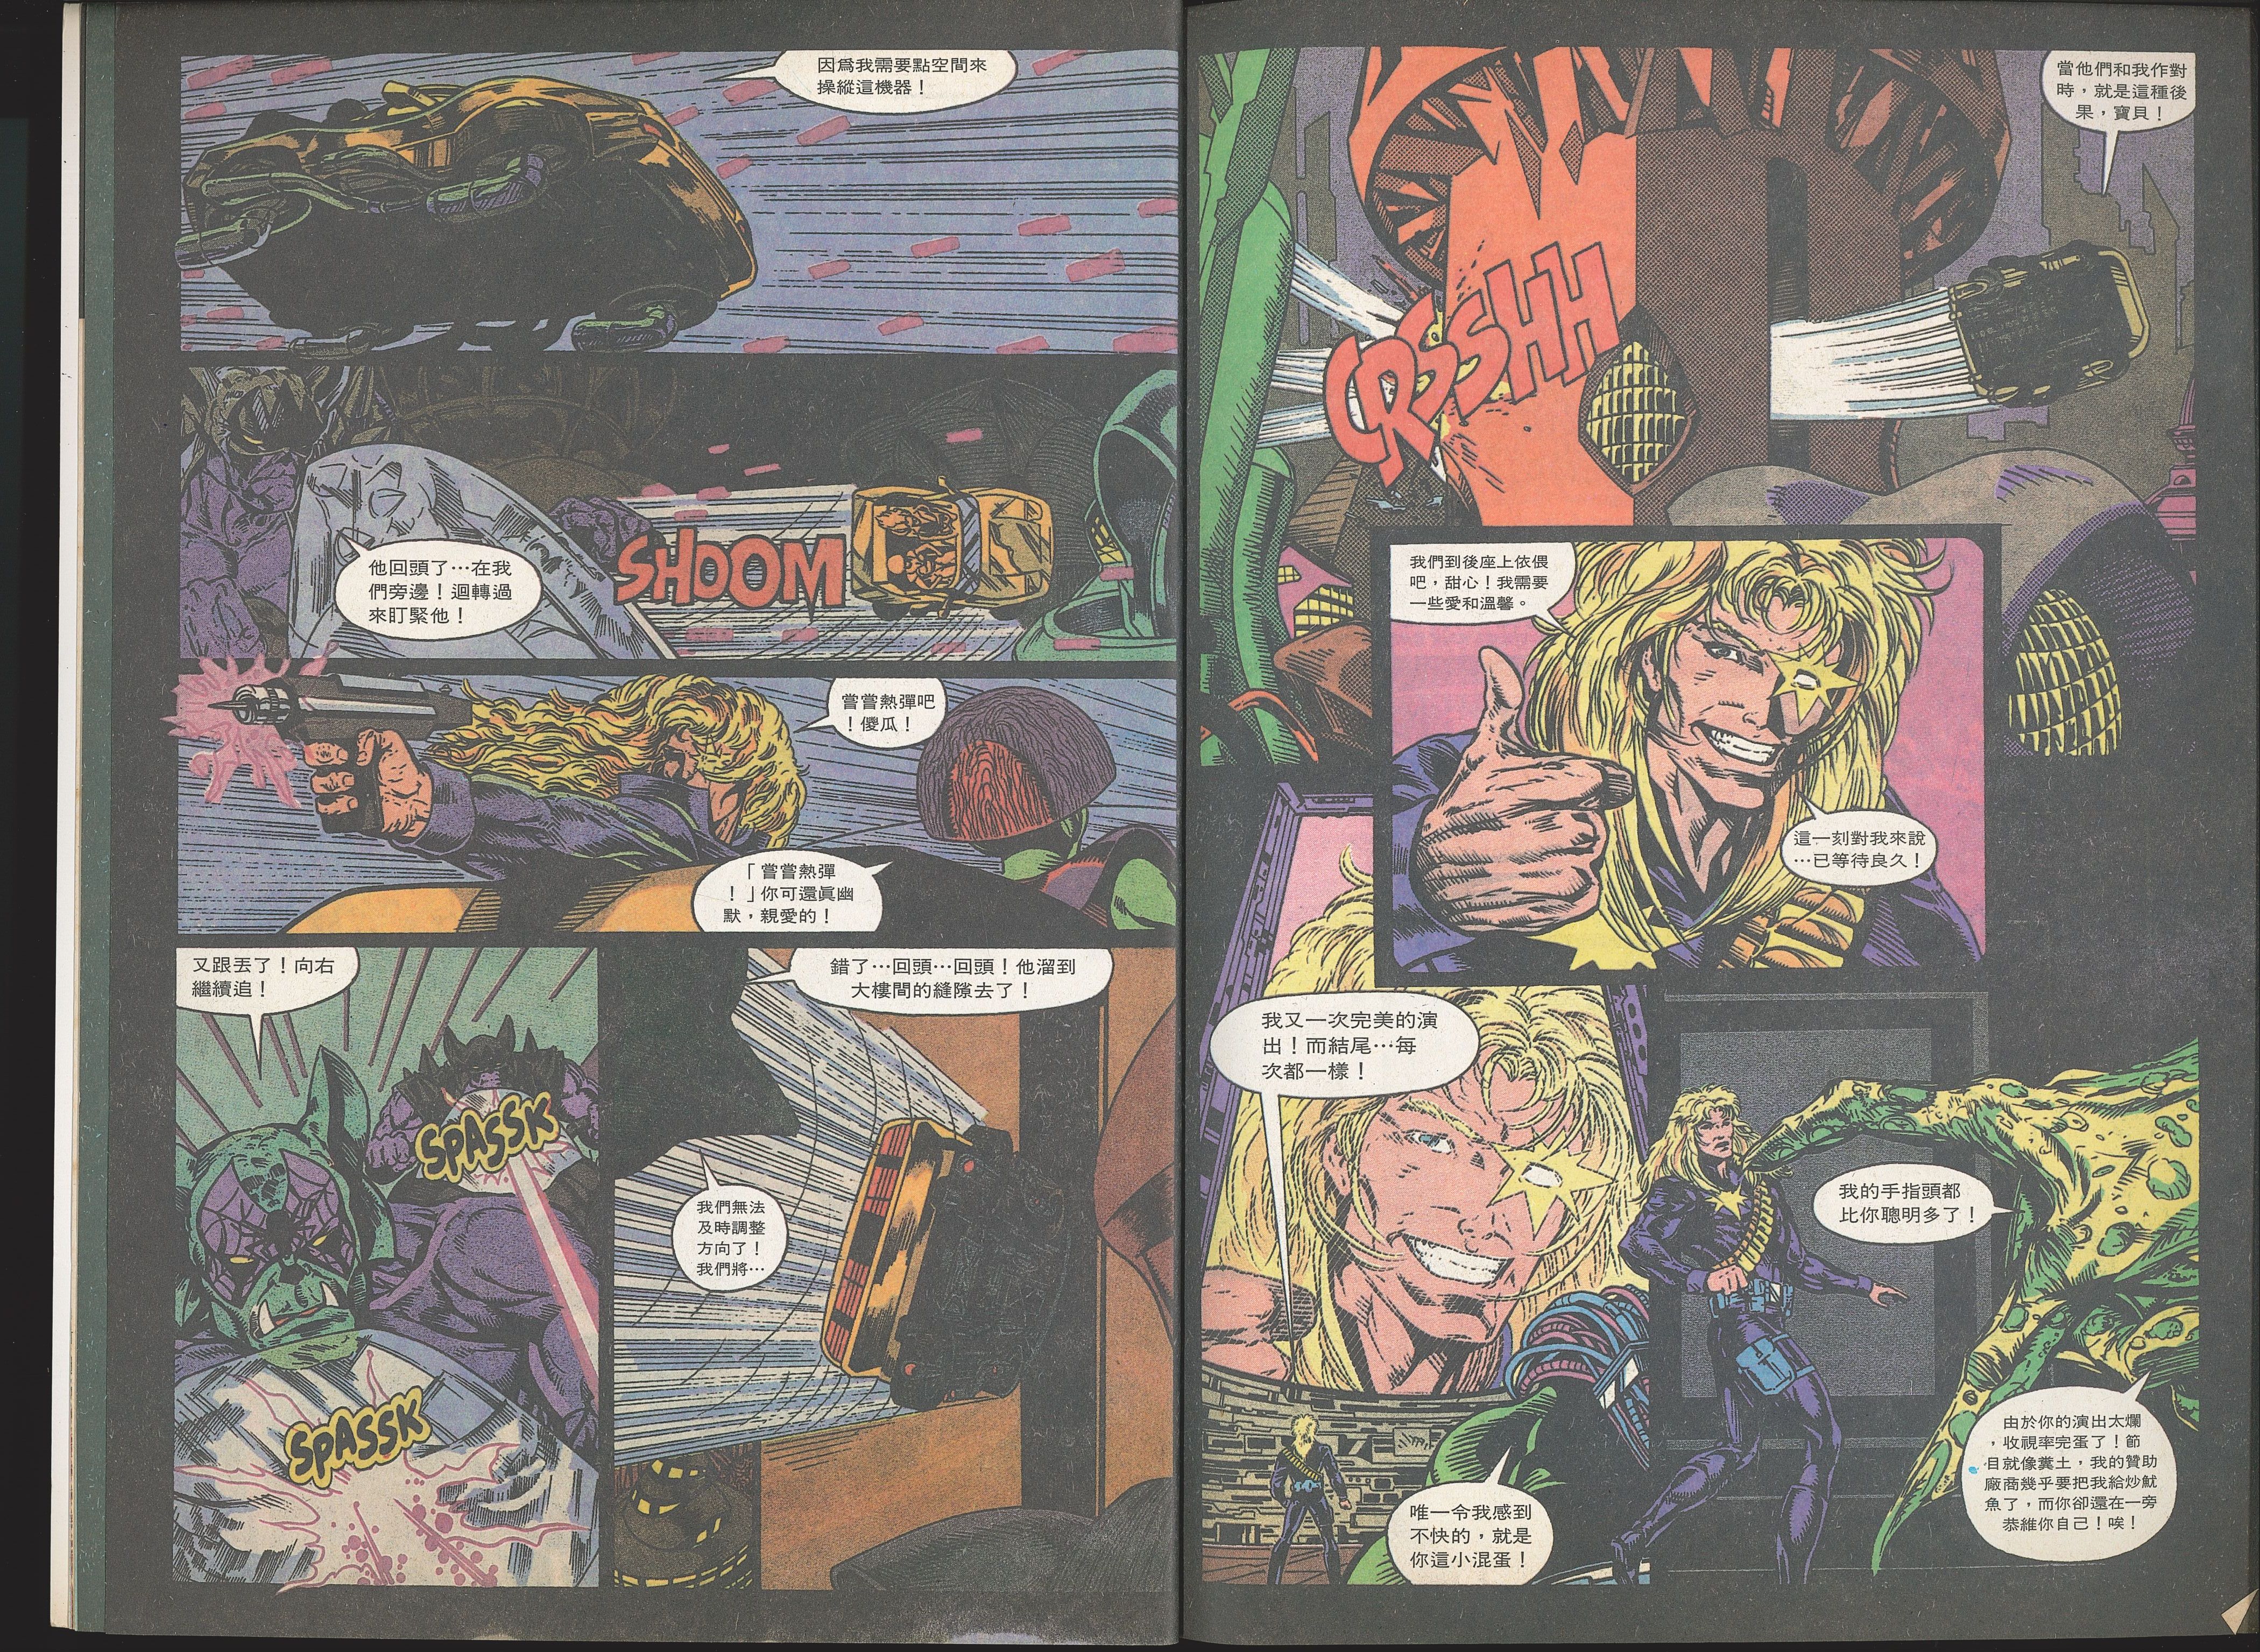 因爲我需要點空間來
操縱這機器！
他回頭了…在我
們旁邊！迴轉過
來盯緊他！
SHOOM
嘗嘗熱彈吧
！傻瓜！
「嘗嘗熱彈
！」你可還眞幽
默，親愛的！
又跟丟了！向右
繼續追！
SPASSK
SPASSK
錯了…回頭…回頭！他溜到
大樓間的縫隙去了！
我們無法
及時調整
方向了！
我們將…
當他們和我作對
時，就是這種後
果，寶貝！
CRSSSHHH
我們到後座上依偎
吧，甜心！我需要
一些愛和溫馨。
這一刻對我來說
…已等待良久！
我又一次完美的演
出！而結尾…每
次都一樣！
我的手指頭都
比你聰明多了！
唯一令我感到
不快的，就是
你這小混蛋！
由於你的演出太爛
，收視率完蛋了！節
目就像糞土，我的贊助
廠商幾乎要把我給炒魷
魚了，而你卻還在一旁
恭維你自己！唉！